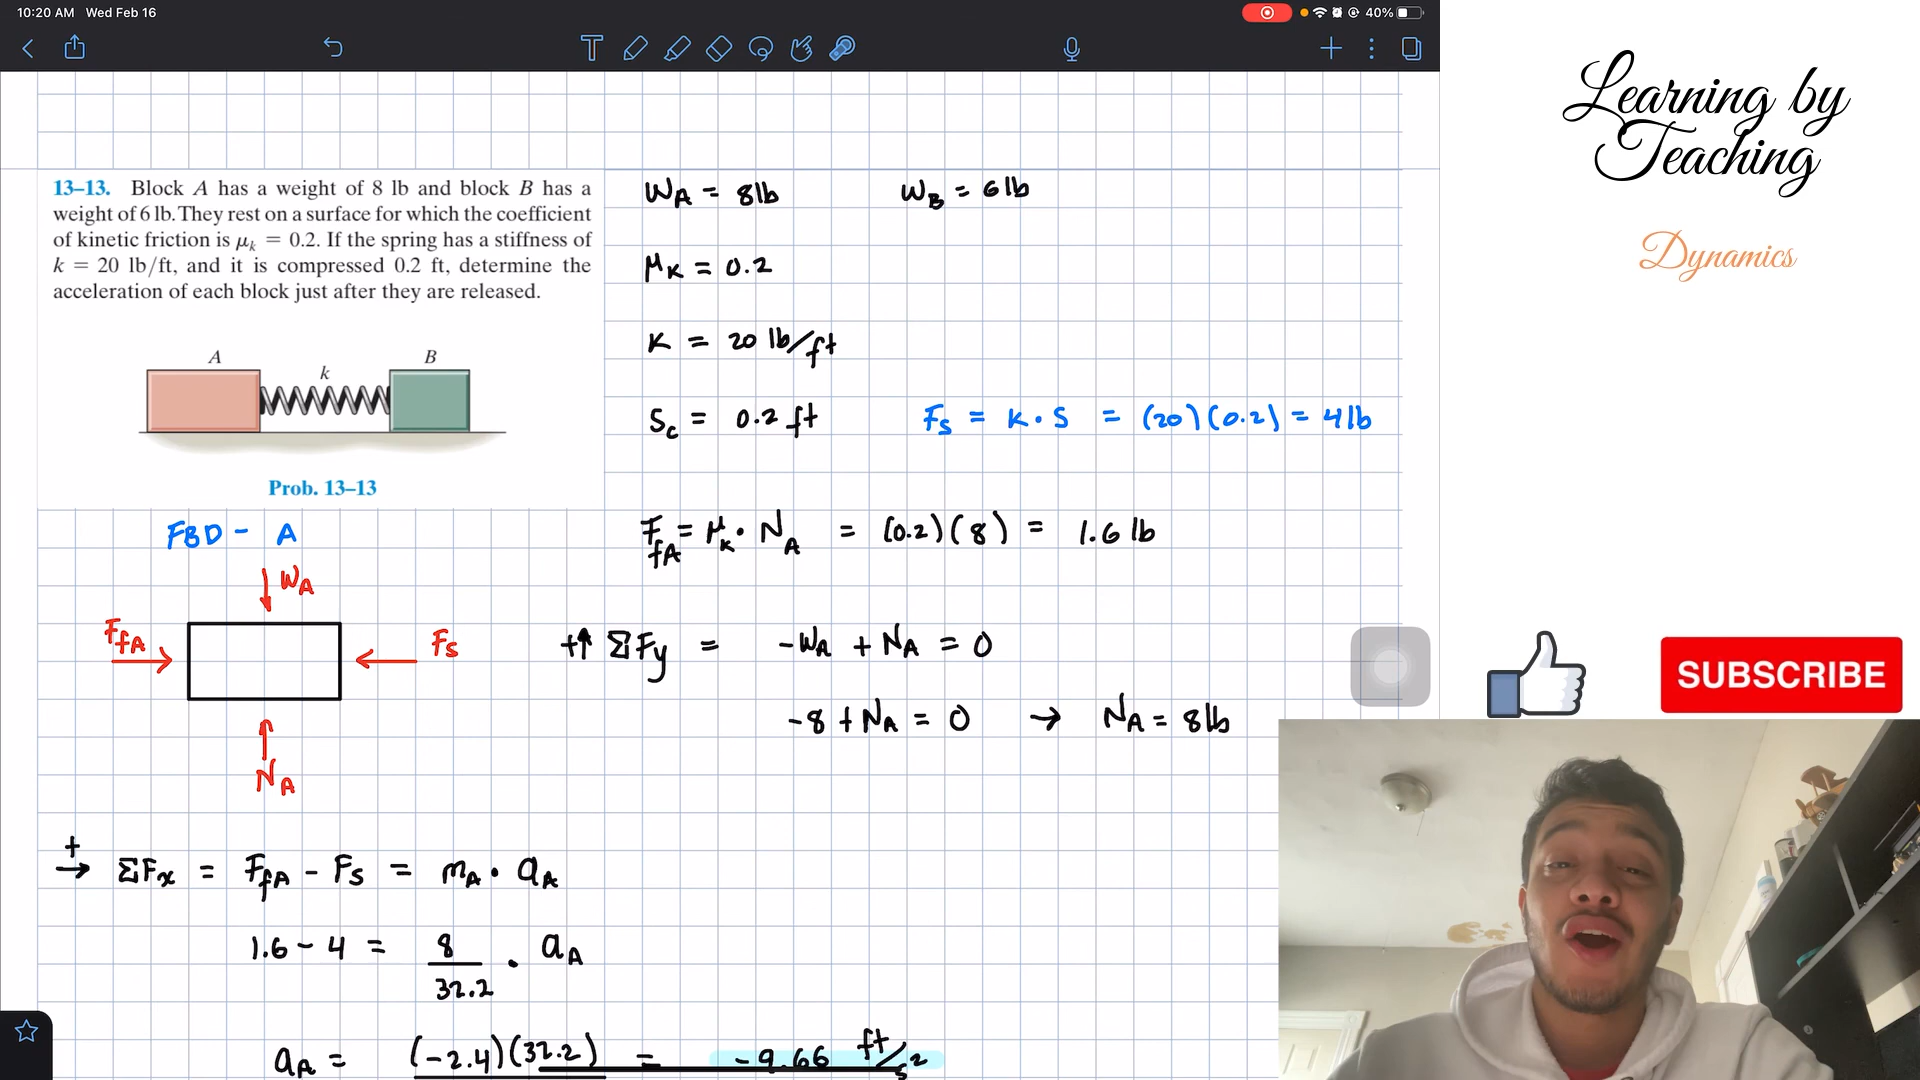 10:20 AM Wed Feb 16
40%
Learning by
Teaching
Dynamics
13–13. Block A has a weight of 8 lb and block B has a
weight of 6 lb. They rest on a surface for which the coefficient
of kinetic friction is μk = 0.2. If the spring has a stiffness of
k = 20 lb/ft, and it is compressed 0.2 ft, determine the
acceleration of each block just after they are released.
A
k
B
Prob. 13–13
WA = 8lb
WB = 6lb
μK = 0.2
K = 20 lb/ft
Sc = 0.2 ft
Fs = K · S = (20)(0.2) = 4lb
FBD - A
WA
FfA
Fs
NA
FfA = μk · NA = (0.2)(8) = 1.6 lb
+↑ ΣFy = -WA + NA = 0
-8 + NA = 0 → NA = 8lb
+→ ΣFx = FfA - Fs = mA · aA
1.6 - 4 = 8/32.2 · aA
aA = (-2.4)(32.2) = -9.66 ft/s2
SUBSCRIBE